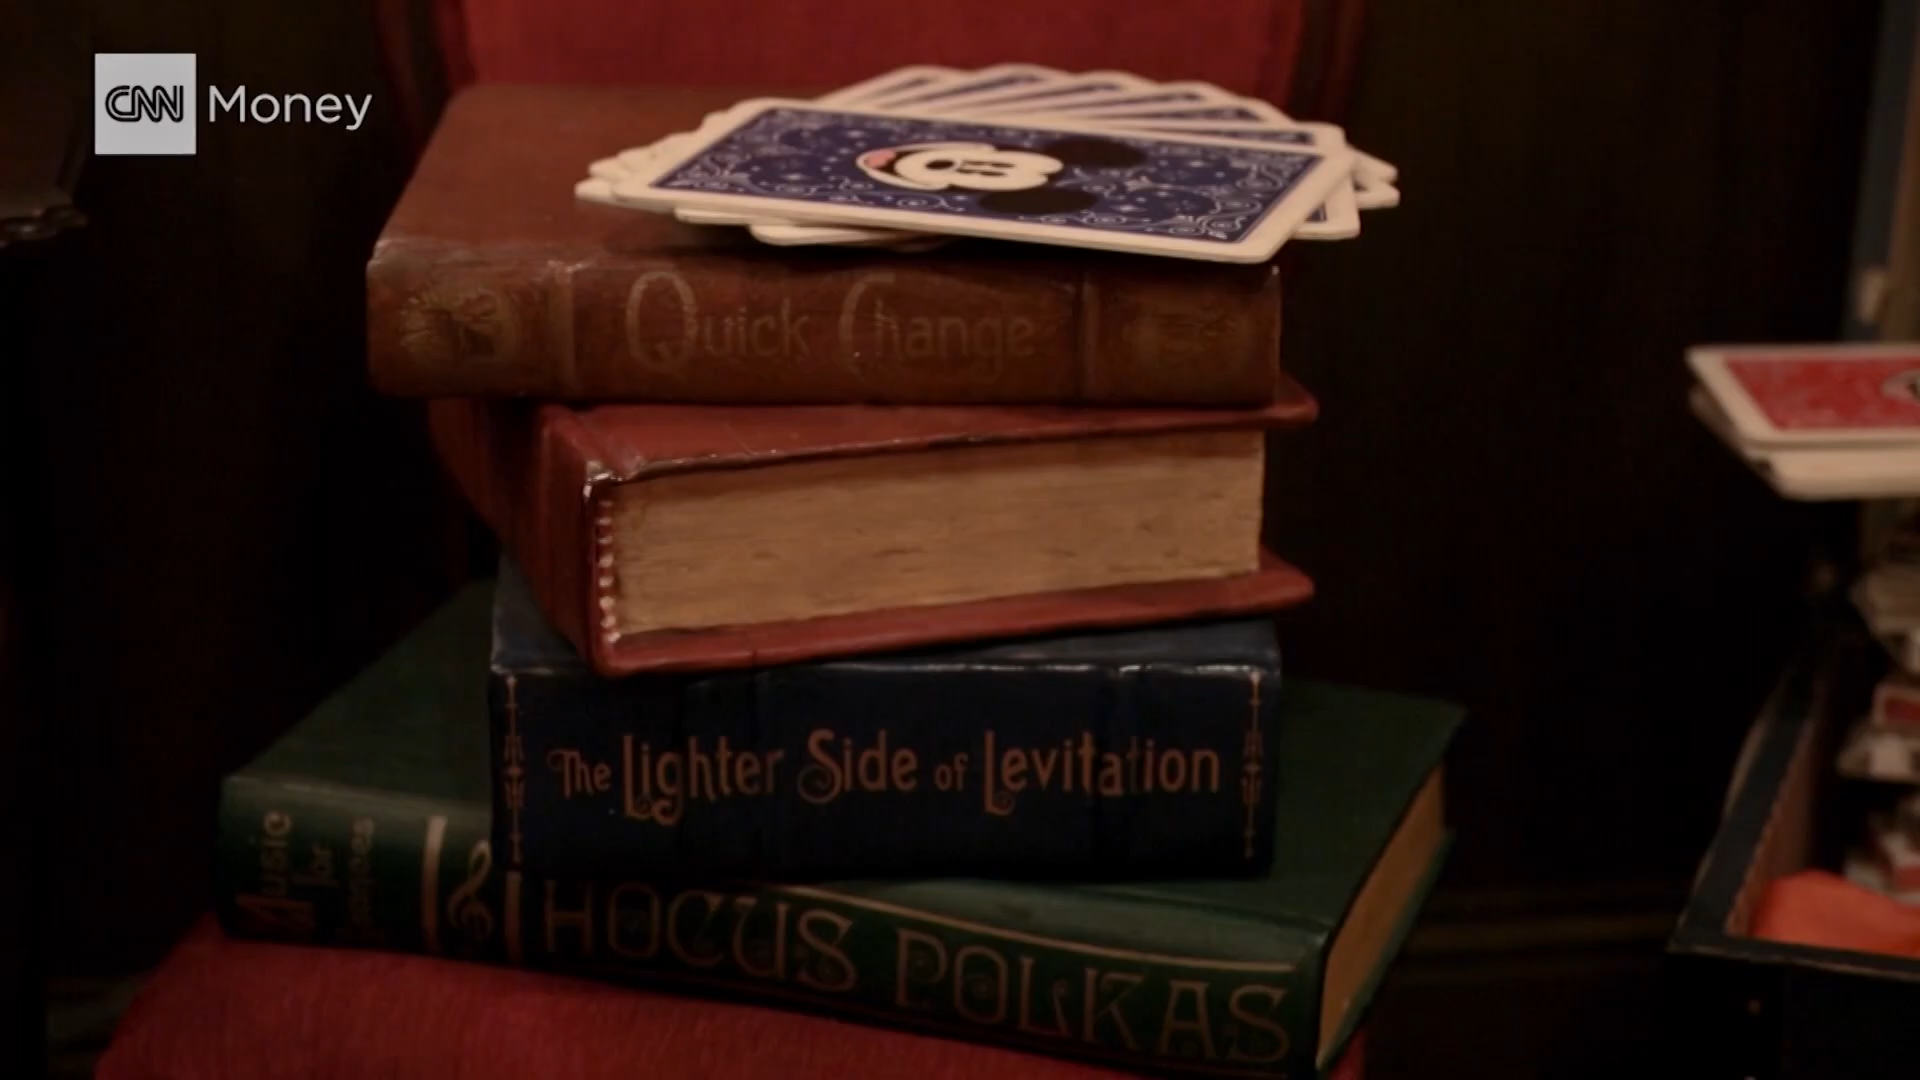 CNN Money
Quick Change
The Lighter Side of Levitation
Music
for
HOCUS POLKAS